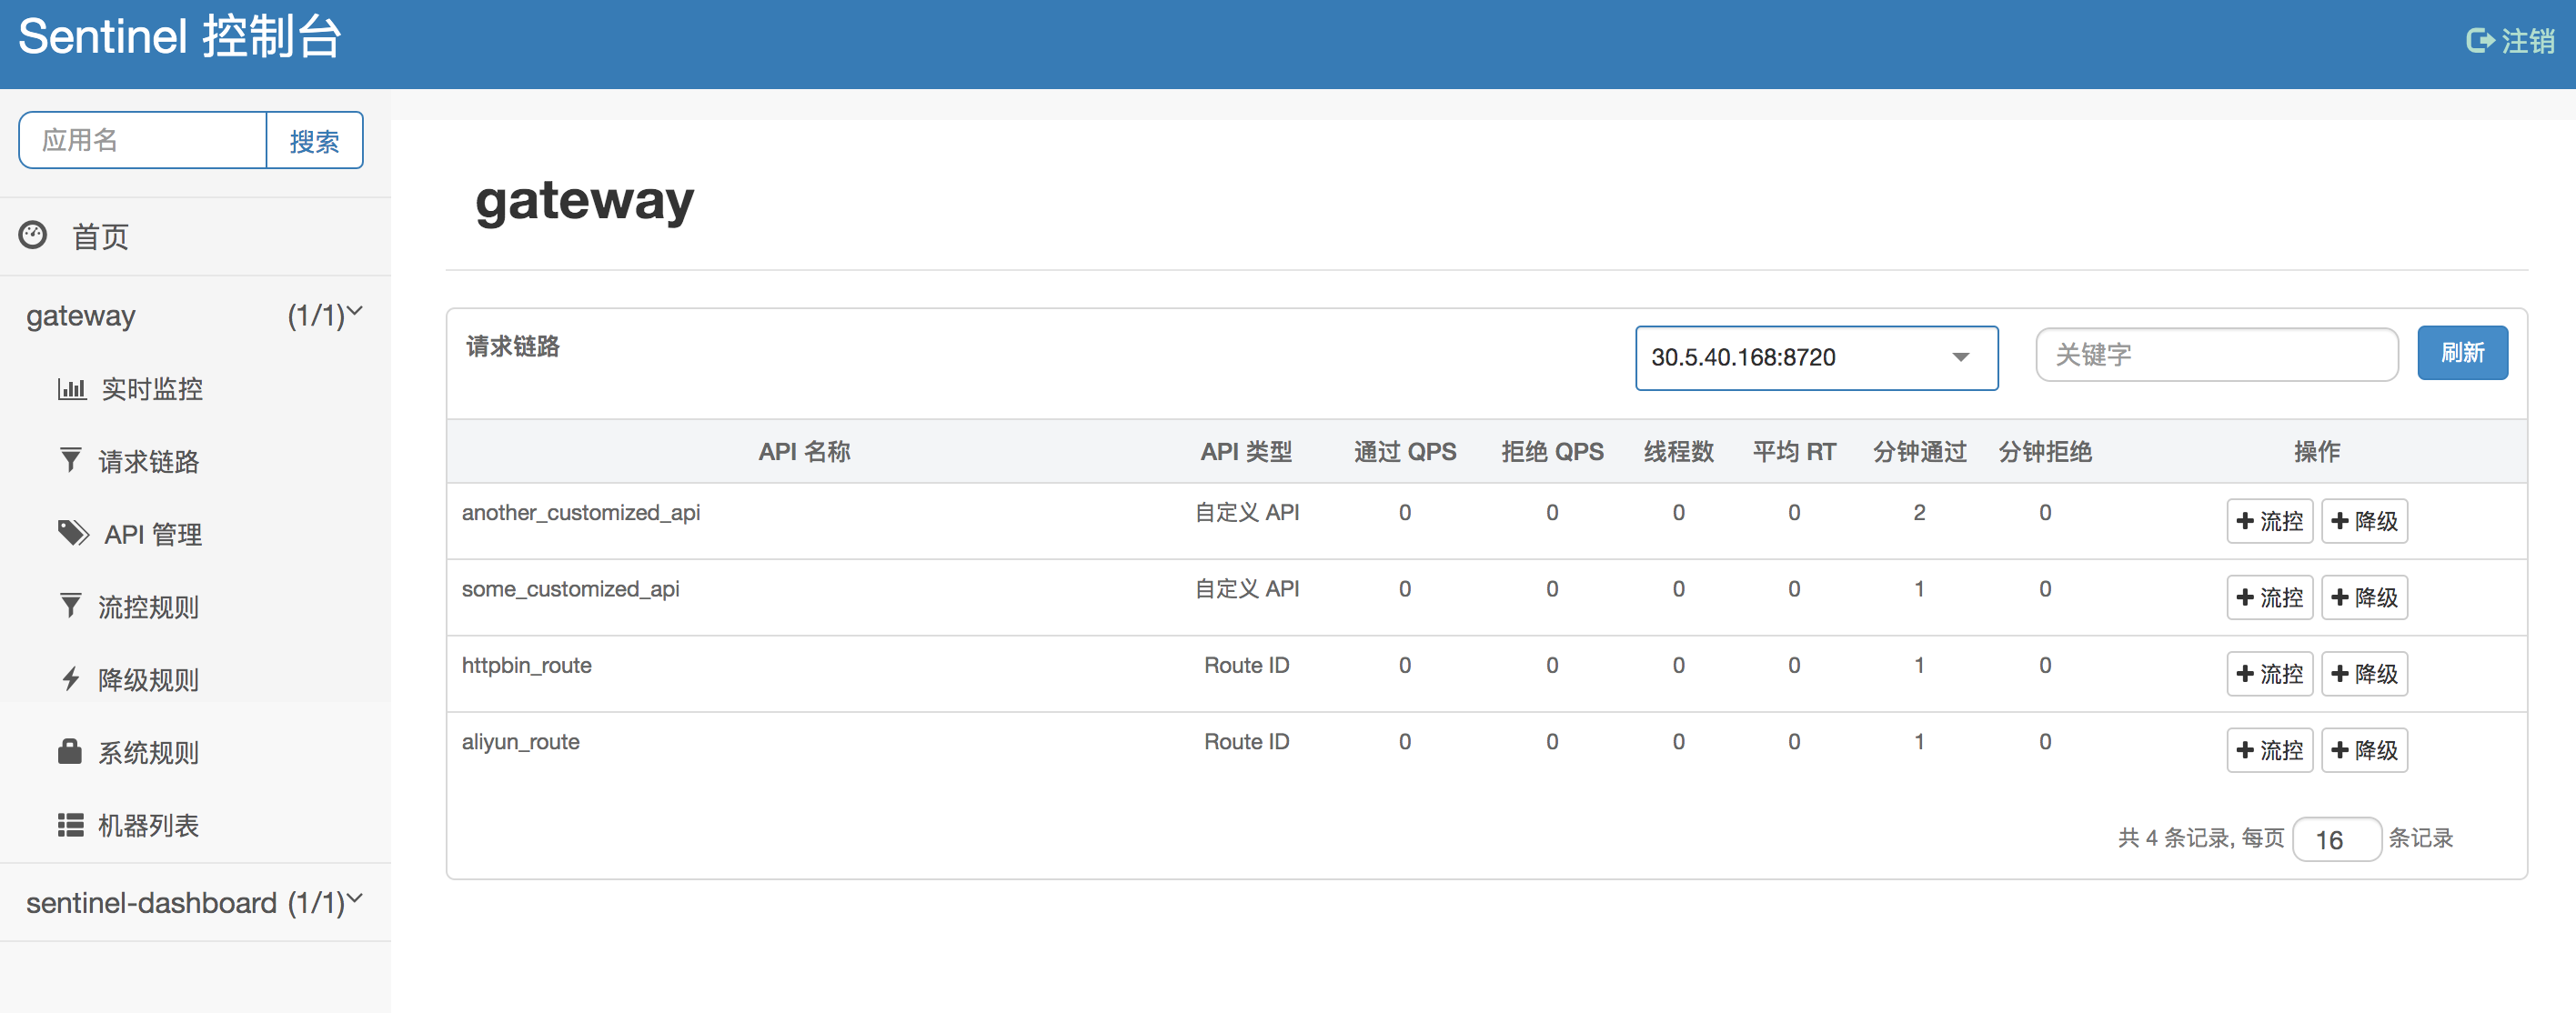 Sentinel 控制台
注销
应用名 搜索
首页
gateway (1/1)
实时监控
请求链路
API 管理
流控规则
降级规则
系统规则
机器列表
sentinel-dashboard (1/1)
gateway
请求链路 30.5.40.168:8720 关键字 刷新
API 名称 API 类型 通过 QPS 拒绝 QPS 线程数 平均 RT 分钟通过 分钟拒绝 操作
another_customized_api 自定义 API 0 0 0 0 2 0 流控 降级
some_customized_api 自定义 API 0 0 0 0 1 0 流控 降级
httpbin_route Route ID 0 0 0 0 1 0 流控 降级
aliyun_route Route ID 0 0 0 0 1 0 流控 降级
共 4 条记录, 每页 16 条记录